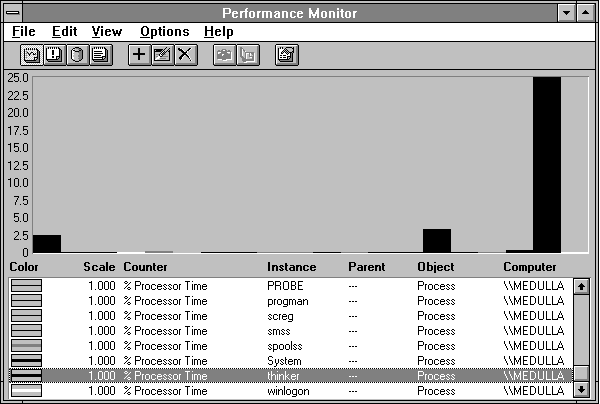 Performance Monitor
File Edit View Options Help
25.0
22.5
20.0
17.5
15.0
12.5
10.0
7.5
5.0
2.5
0
Color Scale Counter Instance Parent Object Computer
1.000 % Processor Time PROBE --- Process \\MEDULLA
1.000 % Processor Time progman --- Process \\MEDULLA
1.000 % Processor Time screg --- Process \\MEDULLA
1.000 % Processor Time smss --- Process \\MEDULLA
1.000 % Processor Time spoolss --- Process \\MEDULLA
1.000 % Processor Time System --- Process \\MEDULLA
1.000 % Processor Time thinker --- Process \\MEDULLA
1.000 % Processor Time winlogon --- Process \\MEDULLA